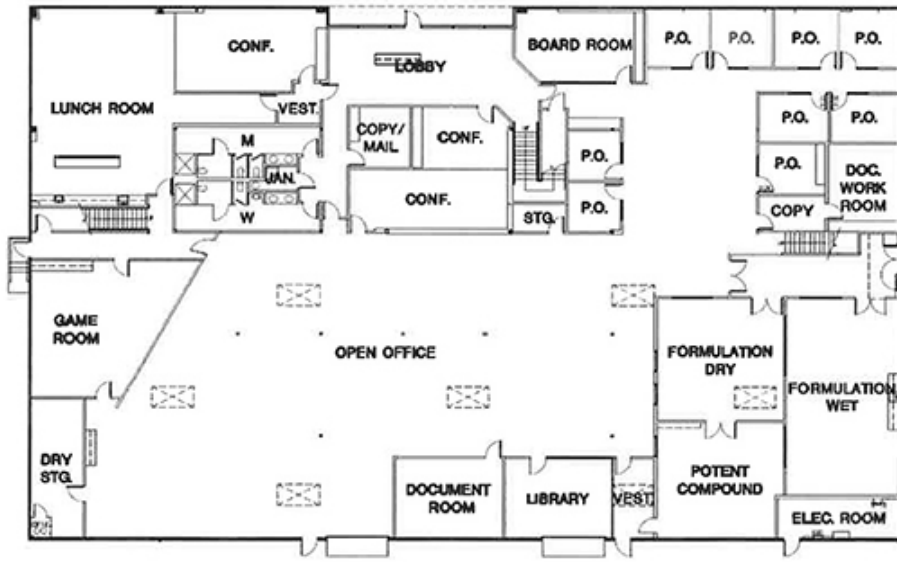 CONF.
LOBBY
BOARD ROOM
P.O.
P.O.
P.O.
P.O.
LUNCH ROOM
VEST.
COPY/
MAIL
CONF.
P.O.
P.O.
P.O.
M
JAN.
W
CONF.
STG.
P.O.
P.O.
COPY
DOC.
WORK
ROOM
GAME
ROOM
OPEN OFFICE
FORMULATION
DRY
FORMULATION
WET
DRY
STG.
DOCUMENT
ROOM
LIBRARY
VEST.
POTENT
COMPOUND
ELEC. ROOM